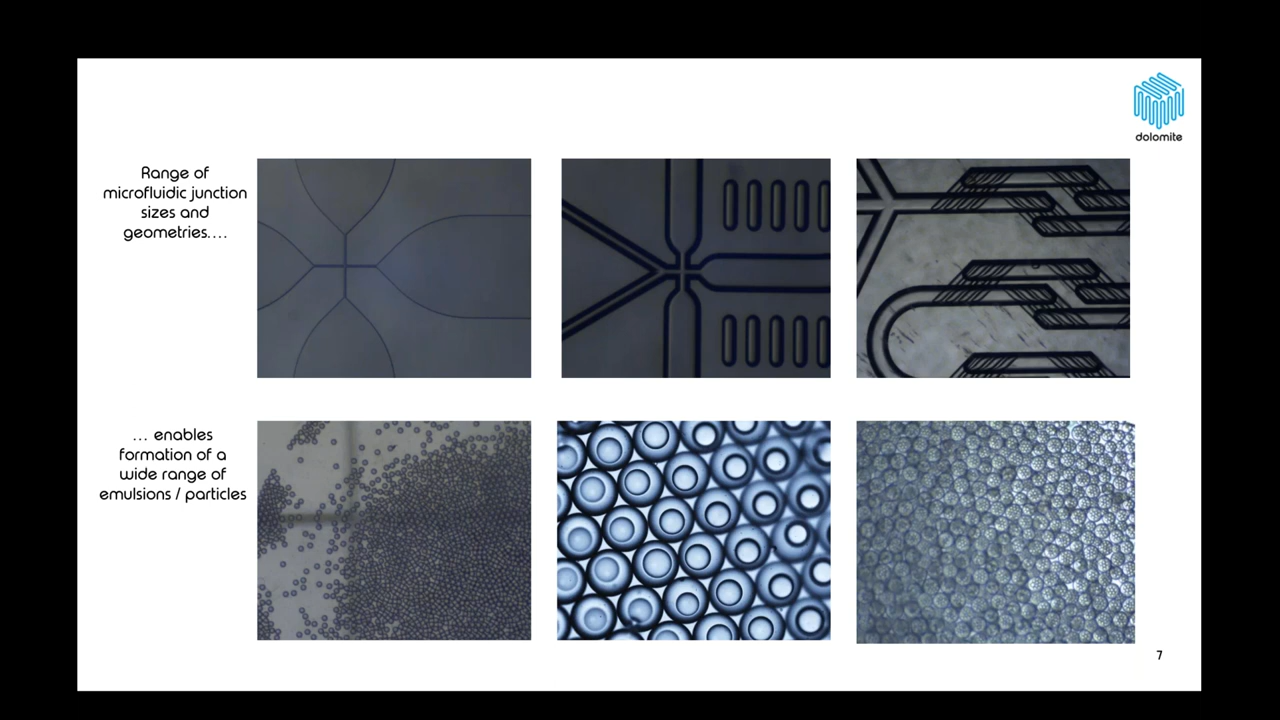 dolomite
Range of
microfluidic junction
sizes and
geometries....
... enables
formation of a
wide range of
emulsions / particles
7